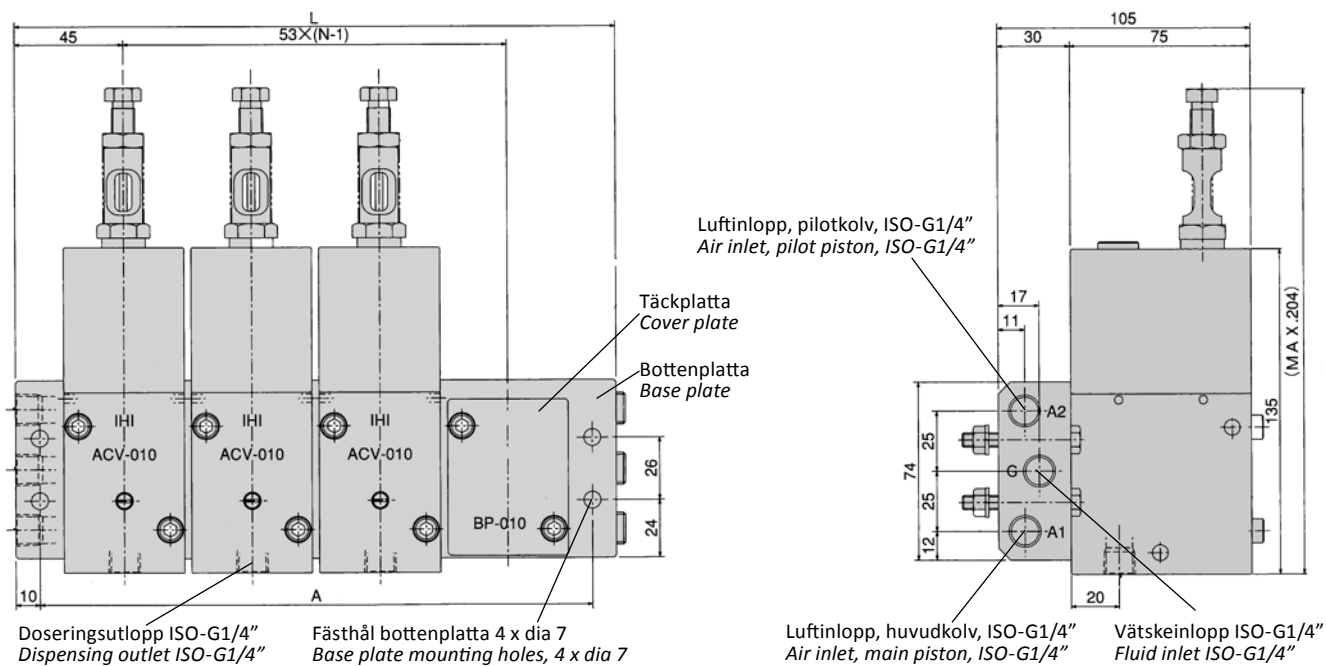 L
45
53×(N-1)
IHI
ACV-010
IHI
ACV-010
IHI
ACV-010
BP-010
Täckplatta
Cover plate
Bottenplatta
Base plate
26
24
10
A
Doseringsutlopp ISO-G1/4”
Dispensing outlet ISO-G1/4”
Fästhål bottenplatta 4 x dia 7
Base plate mounting holes, 4 x dia 7
105
30
75
Luftinlopp, pilotkolv, ISO-G1/4”
Air inlet, pilot piston, ISO-G1/4”
17
11
A2
G
A1
74
25
25
12
135
(MAX.204)
20
Luftinlopp, huvudkolv, ISO-G1/4”
Air inlet, main piston, ISO-G1/4”
Vätskeinlopp ISO-G1/4”
Fluid inlet ISO-G1/4”